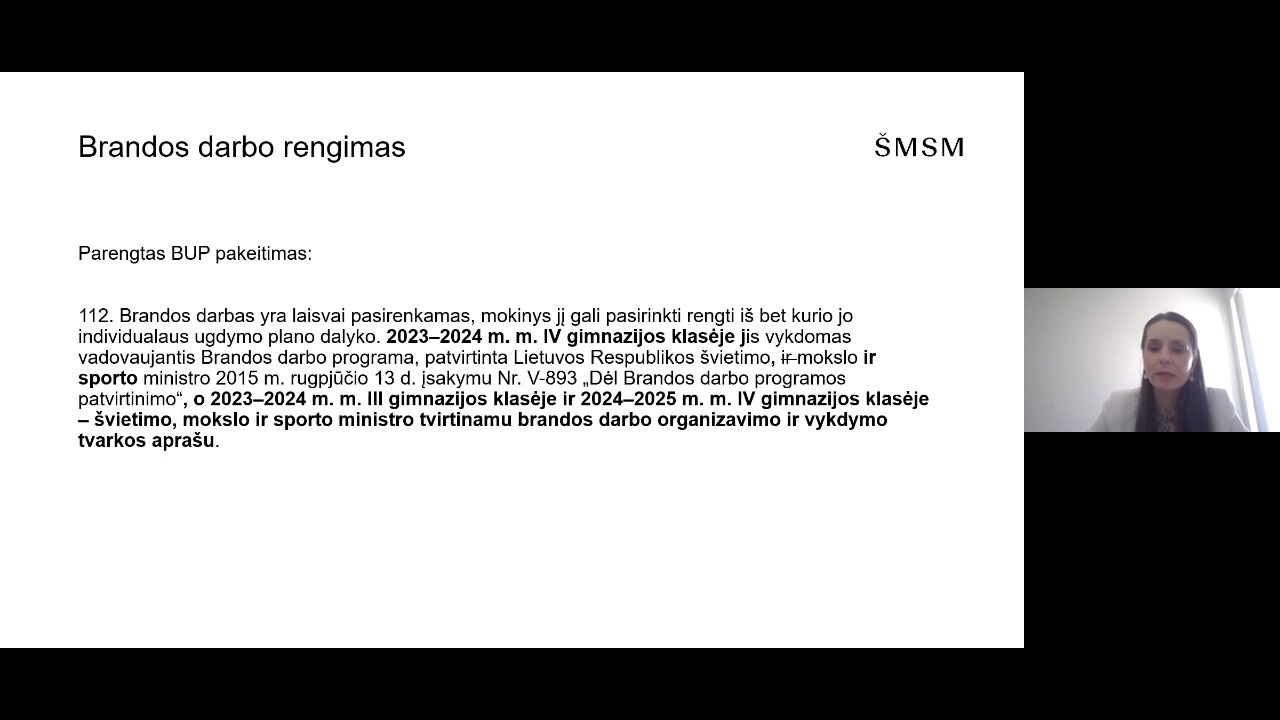 Brandos darbo rengimas
ŠMSM
Parengtas BUP pakeitimas:
112. Brandos darbas yra laisvai pasirenkamas, mokinys jį gali pasirinkti rengti iš bet kurio jo
individualaus ugdymo plano dalyko. 2023–2024 m. m. IV gimnazijos klasėje jis vykdomas
vadovaujantis Brandos darbo programa, patvirtinta Lietuvos Respublikos švietimo, ir mokslo ir
sporto ministro 2015 m. rugpjūčio 13 d. įsakymu Nr. V-893 „Dėl Brandos darbo programos
patvirtinimo“, o 2023–2024 m. m. III gimnazijos klasėje ir 2024–2025 m. m. IV gimnazijos klasėje
– švietimo, mokslo ir sporto ministro tvirtinamu brandos darbo organizavimo ir vykdymo
tvarkos aprašu.